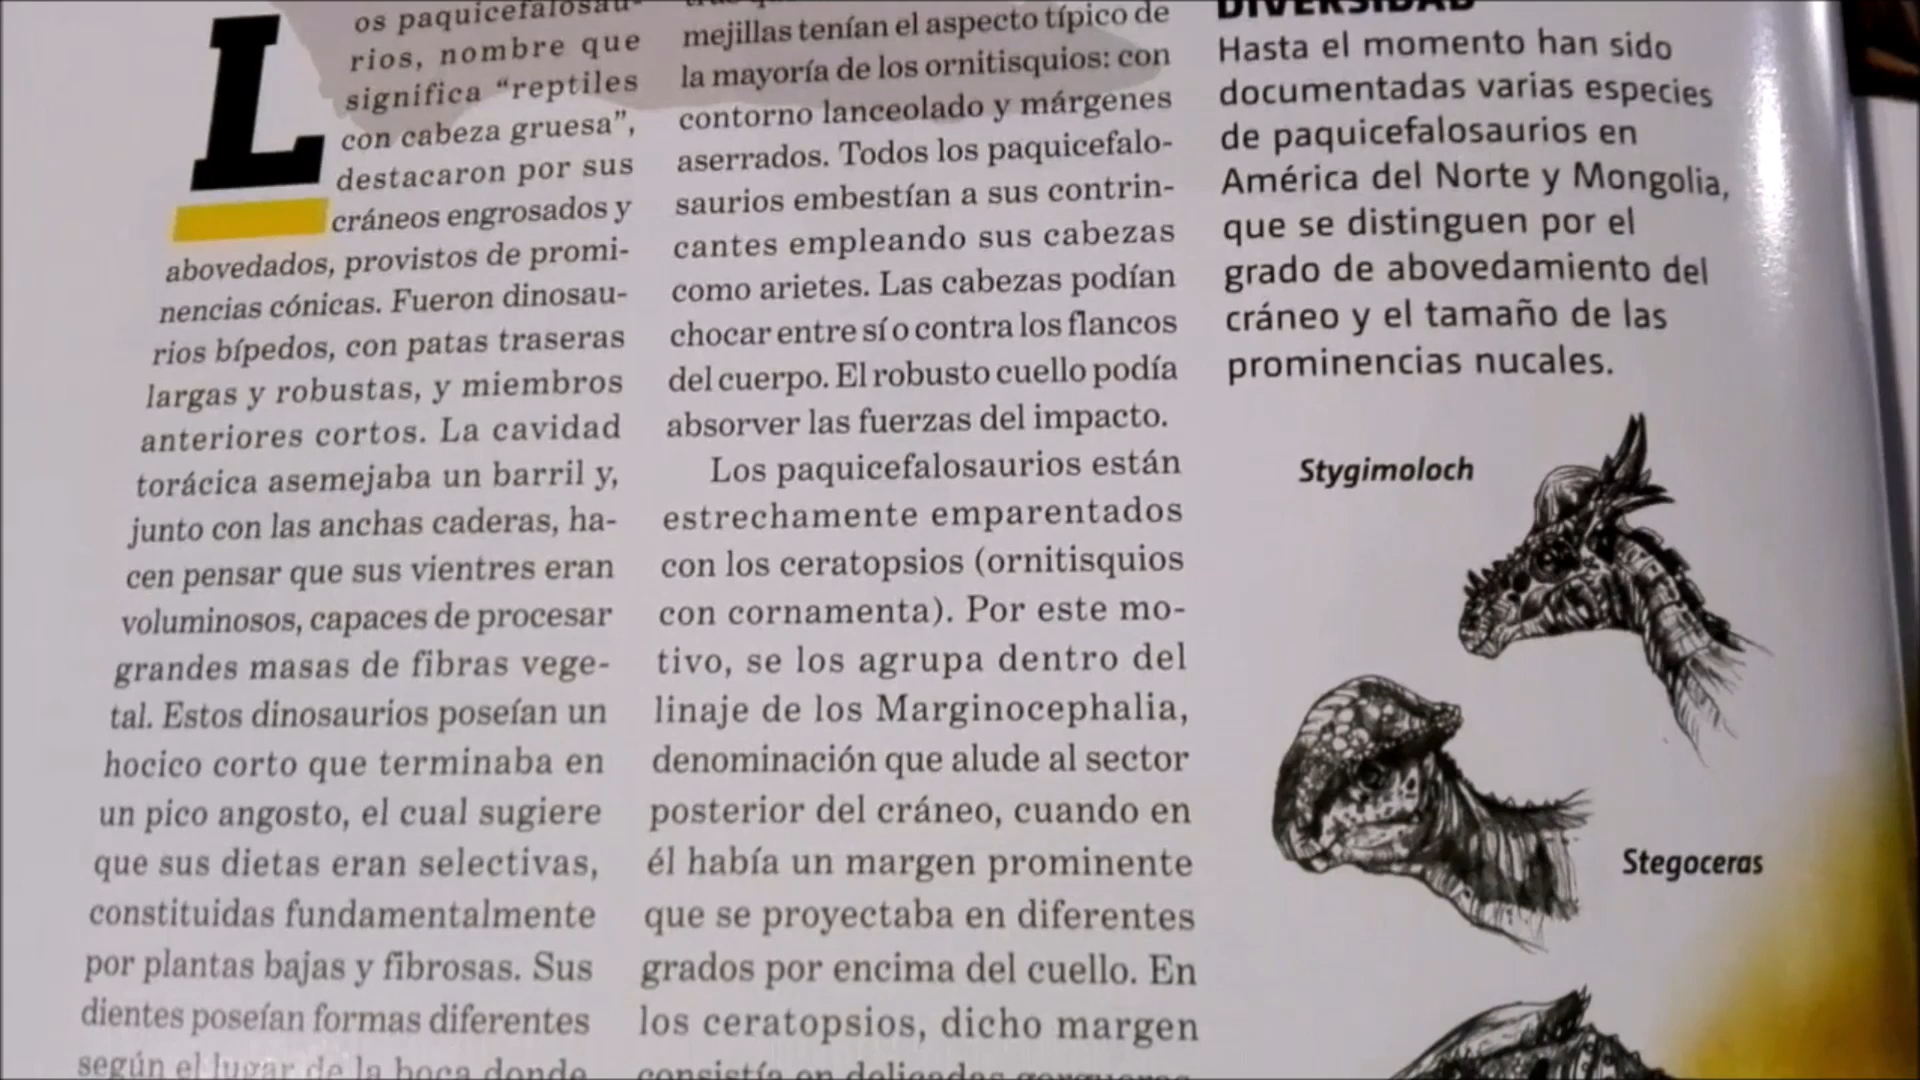 Los paquicefalosau-
rios, nombre que
significa “reptiles
con cabeza gruesa”,
destacaron por sus
cráneos engrosados y
abovedados, provistos de promi-
nencias cónicas. Fueron dinosau-
rios bípedos, con patas traseras
largas y robustas, y miembros
anteriores cortos. La cavidad
torácica asemejaba un barril y,
junto con las anchas caderas, ha-
cen pensar que sus vientres eran
voluminosos, capaces de procesar
grandes masas de fibras vege-
tal. Estos dinosaurios poseían un
hocico corto que terminaba en
un pico angosto, el cual sugiere
que sus dietas eran selectivas,
constituidas fundamentalmente
por plantas bajas y fibrosas. Sus
dientes poseían formas diferentes
según el lugar de la boca donde
mejillas tenían el aspecto típico de
la mayoría de los ornitisquios: con
contorno lanceolado y márgenes
aserrados. Todos los paquicefalo-
saurios embestían a sus contrin-
cantes empleando sus cabezas
como arietes. Las cabezas podían
chocar entre sí o contra los flancos
del cuerpo. El robusto cuello podía
absorver las fuerzas del impacto.
Los paquicefalosaurios están
estrechamente emparentados
con los ceratopsios (ornitisquios
con cornamenta). Por este mo-
tivo, se los agrupa dentro del
linaje de los Marginocephalia,
denominación que alude al sector
posterior del cráneo, cuando en
él había un margen prominente
que se proyectaba en diferentes
grados por encima del cuello. En
los ceratopsios, dicho margen
consistía en delicadas
DIVERSIDAD
Hasta el momento han sido
documentadas varias especies
de paquicefalosaurios en
América del Norte y Mongolia,
que se distinguen por el
grado de abovedamiento del
cráneo y el tamaño de las
prominencias nucales.
Stygimoloch
Stegoceras